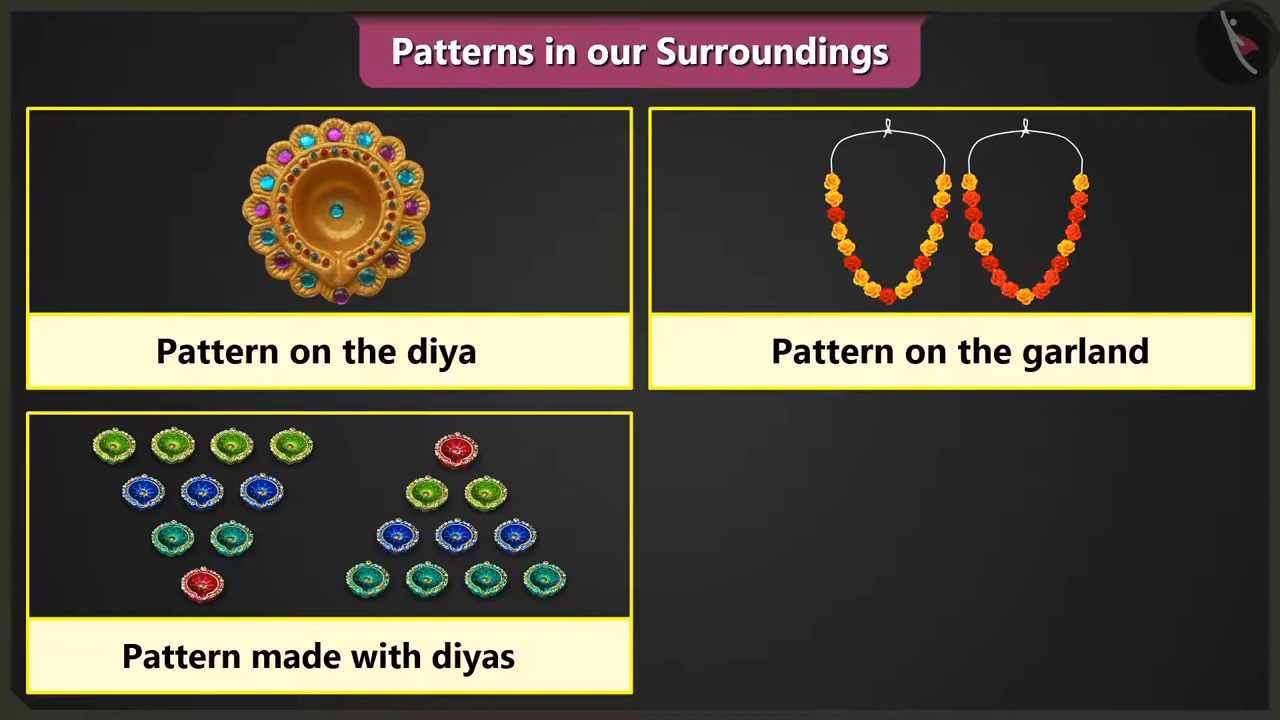 Patterns in our Surroundings
Pattern on the diya
Pattern on the garland
Pattern made with diyas